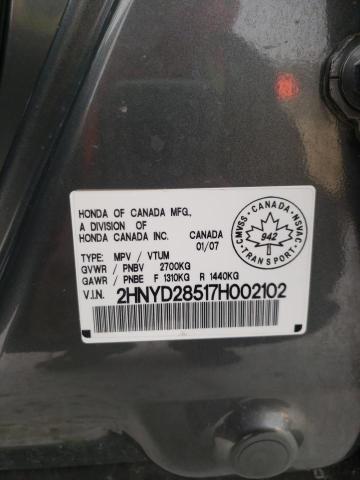 HONDA OF CANADA MFG.,
A DIVISION OF CANADA
HONDA CANADA INC. 01/07
CMVSS · CANADA · NSVAC
942
TRANSPORT
TYPE: MPV / VTUM
GVWR / PNBV 2700KG
GAWR / PNBE F 1310KG R 1440KG
V.I.N. 2HNYD28517H002102